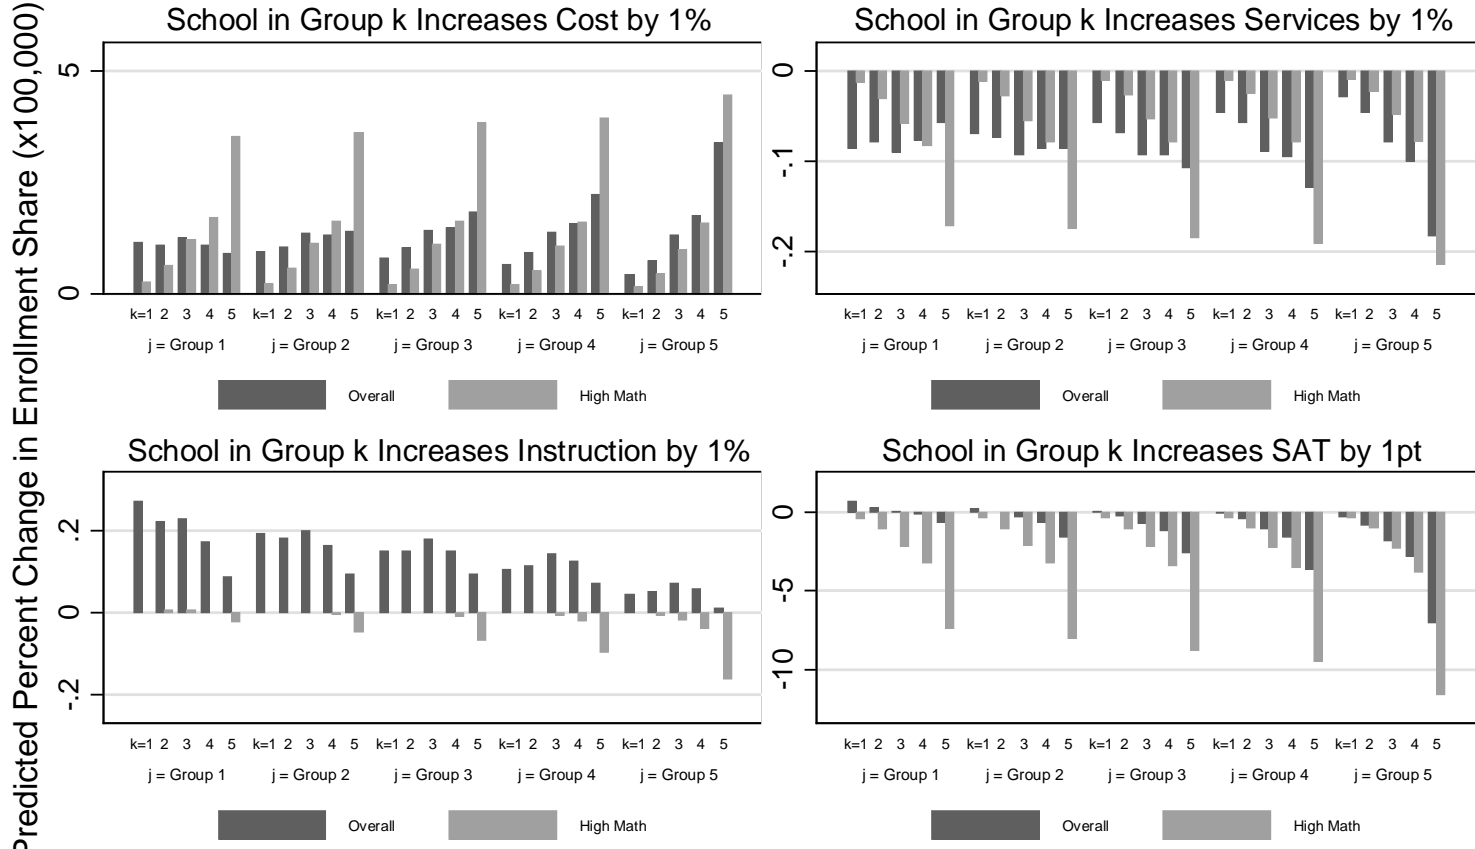 Predicted Percent Change in Enrollment Share (x100,000)
School in Group k Increases Cost by 1%
5
0
k=1 2 3 4 5 k=1 2 3 4 5 k=1 2 3 4 5 k=1 2 3 4 5 k=1 2 3 4 5
j = Group 1 j = Group 2 j = Group 3 j = Group 4 j = Group 5
Overall High Math
School in Group k Increases Services by 1%
0
-.1
-.2
k=1 2 3 4 5 k=1 2 3 4 5 k=1 2 3 4 5 k=1 2 3 4 5 k=1 2 3 4 5
j = Group 1 j = Group 2 j = Group 3 j = Group 4 j = Group 5
Overall High Math
School in Group k Increases Instruction by 1%
.2
0
-.2
k=1 2 3 4 5 k=1 2 3 4 5 k=1 2 3 4 5 k=1 2 3 4 5 k=1 2 3 4 5
j = Group 1 j = Group 2 j = Group 3 j = Group 4 j = Group 5
Overall High Math
School in Group k Increases SAT by 1pt
0
-5
-10
k=1 2 3 4 5 k=1 2 3 4 5 k=1 2 3 4 5 k=1 2 3 4 5 k=1 2 3 4 5
j = Group 1 j = Group 2 j = Group 3 j = Group 4 j = Group 5
Overall High Math